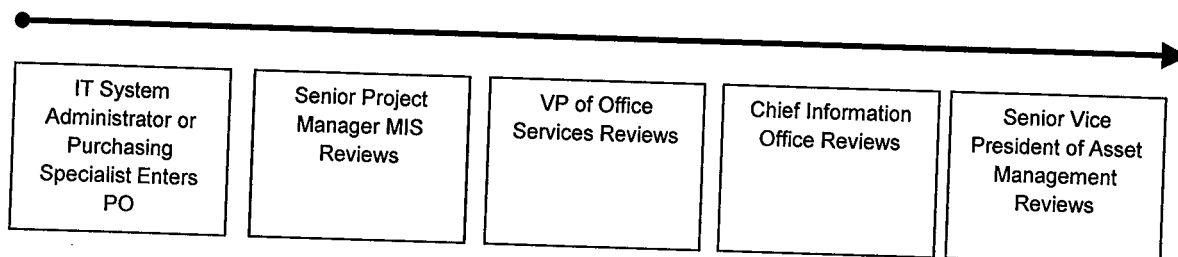 IT System
Administrator or
Purchasing
Specialist Enters
PO
Senior Project
Manager MIS
Reviews
VP of Office
Services Reviews
Chief Information
Office Reviews
Senior Vice
President of Asset
Management
Reviews